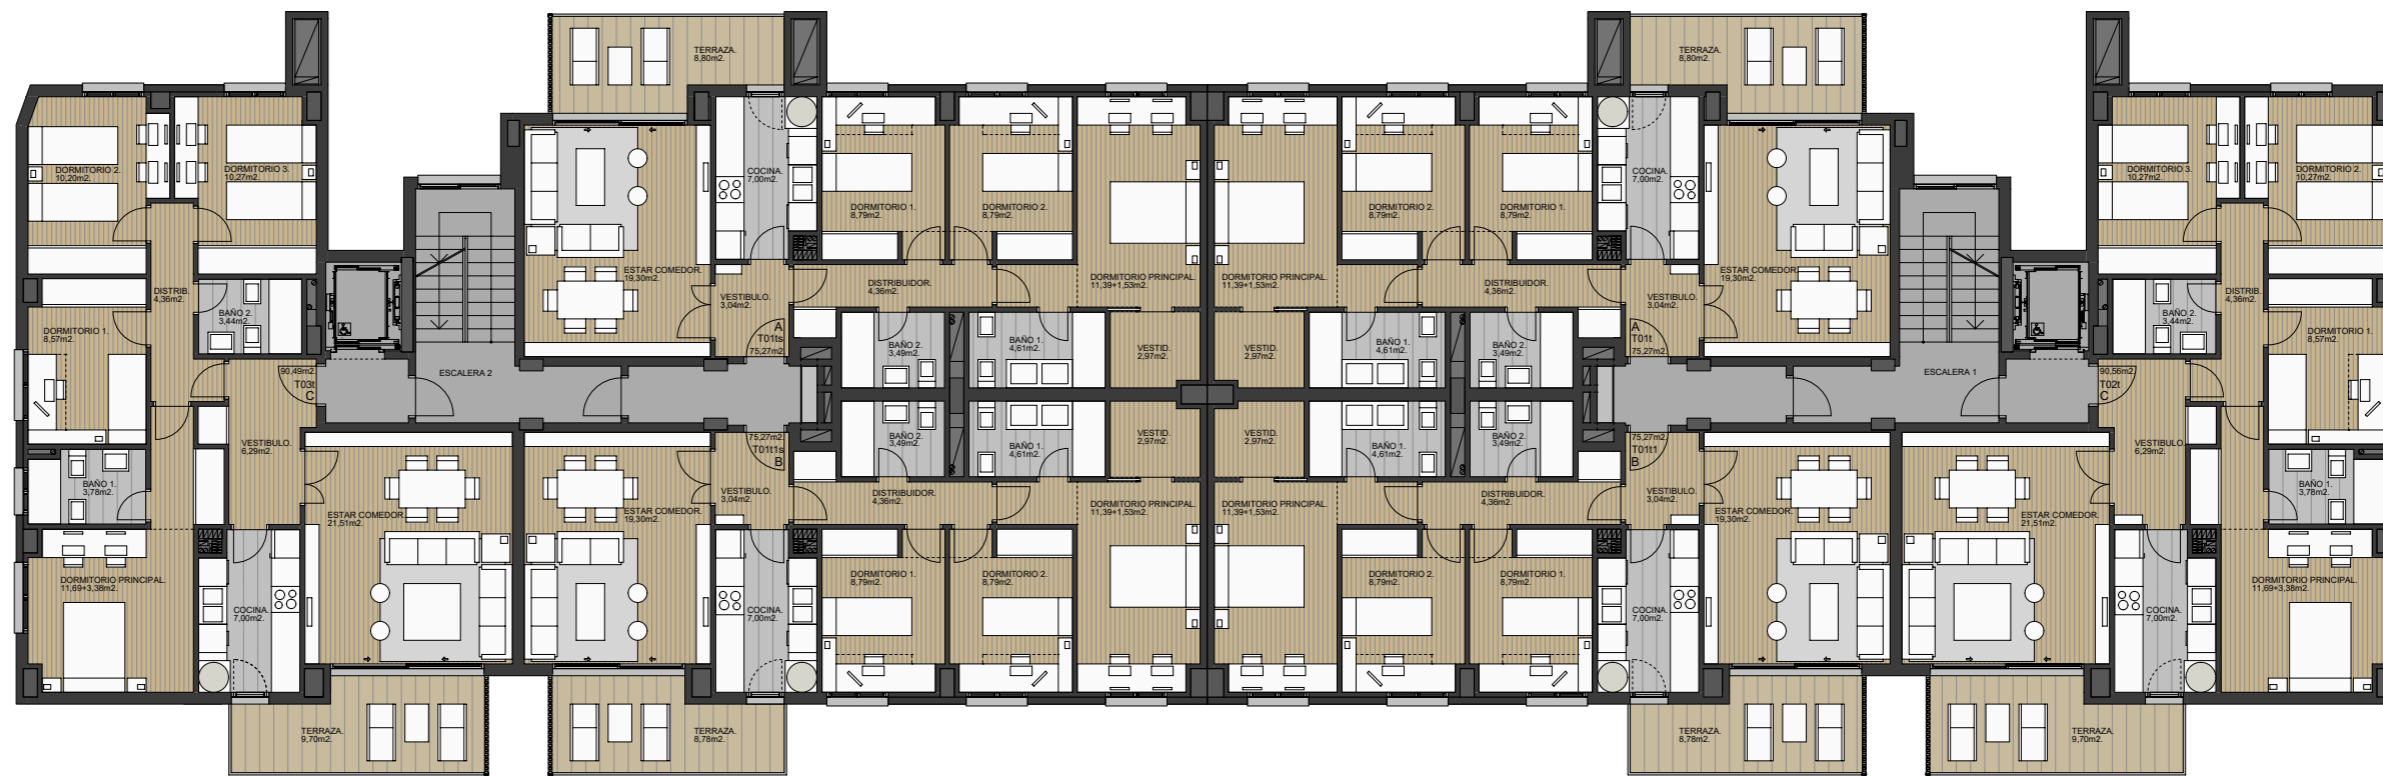 TERRAZA.
8,80m2.
TERRAZA.
8,80m2.
DORMITORIO 2.
10,20m2.
DORMITORIO 3.
10,27m2.
COCINA.
7,00m2.
DORMITORIO 1.
8,79m2.
DORMITORIO 2.
8,79m2.
DORMITORIO 2.
8,79m2.
DORMITORIO 1.
8,79m2.
COCINA.
7,00m2.
DORMITORIO 3.
10,27m2.
DORMITORIO 2.
10,27m2.
ESTAR COMEDOR.
19,30m2.
DORMITORIO PRINCIPAL.
11,39+1,53m2.
DORMITORIO PRINCIPAL.
11,39+1,53m2.
ESTAR COMEDOR.
19,30m2.
DISTRIB.
4,36m2.
VESTIBULO.
3,04m2.
DISTRIBUIDOR.
4,36m2.
DISTRIBUIDOR.
4,36m2.
VESTIBULO.
3,04m2.
DISTRIB.
4,36m2.
BAÑO 2.
3,44m2.
BAÑO 2.
3,44m2.
DORMITORIO 1.
8,57m2.
DORMITORIO 1.
8,57m2.
A
T01ts
75,27m2.
BAÑO 2.
3,49m2.
BAÑO 1.
4,61m2.
VESTID.
2,97m2.
VESTID.
2,97m2.
BAÑO 1.
4,61m2.
BAÑO 2.
3,49m2.
A
T01t
75,27m2.
90,49m2.
T03t
C
ESCALERA 2
ESCALERA 1
90,56m2.
T02t
C
VESTIBULO.
6,29m2.
75,27m2.
T01t1s
B
BAÑO 2.
3,49m2.
BAÑO 1.
4,61m2.
VESTID.
2,97m2.
VESTID.
2,97m2.
BAÑO 1.
4,61m2.
BAÑO 2.
3,49m2.
75,27m2.
T01t1
B
VESTIBULO.
6,29m2.
BAÑO 1.
3,78m2.
BAÑO 1.
3,78m2.
ESTAR COMEDOR.
21,51m2.
ESTAR COMEDOR.
19,30m2.
VESTIBULO.
3,04m2.
DISTRIBUIDOR.
4,36m2.
DORMITORIO PRINCIPAL.
11,39+1,53m2.
DORMITORIO PRINCIPAL.
11,39+1,53m2.
DISTRIBUIDOR.
4,36m2.
VESTIBULO.
3,04m2.
ESTAR COMEDOR.
19,30m2.
ESTAR COMEDOR.
21,51m2.
DORMITORIO PRINCIPAL.
11,69+3,38m2.
DORMITORIO 1.
8,79m2.
DORMITORIO 2.
8,79m2.
DORMITORIO 2.
8,79m2.
DORMITORIO 1.
8,79m2.
DORMITORIO PRINCIPAL.
11,69+3,38m2.
COCINA.
7,00m2.
COCINA.
7,00m2.
COCINA.
7,00m2.
COCINA.
7,00m2.
TERRAZA.
9,70m2.
TERRAZA.
8,78m2.
TERRAZA.
8,78m2.
TERRAZA.
9,70m2.